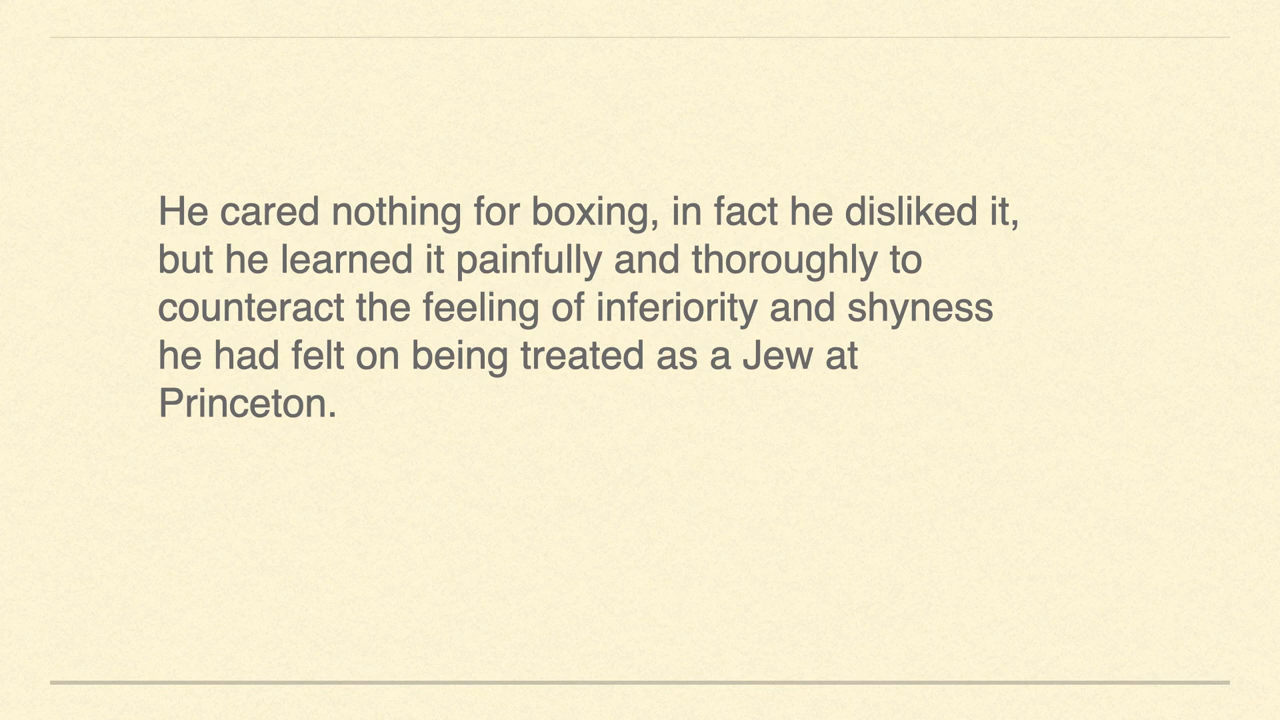 He cared nothing for boxing, in fact he disliked it,
but he learned it painfully and thoroughly to
counteract the feeling of inferiority and shyness
he had felt on being treated as a Jew at
Princeton.